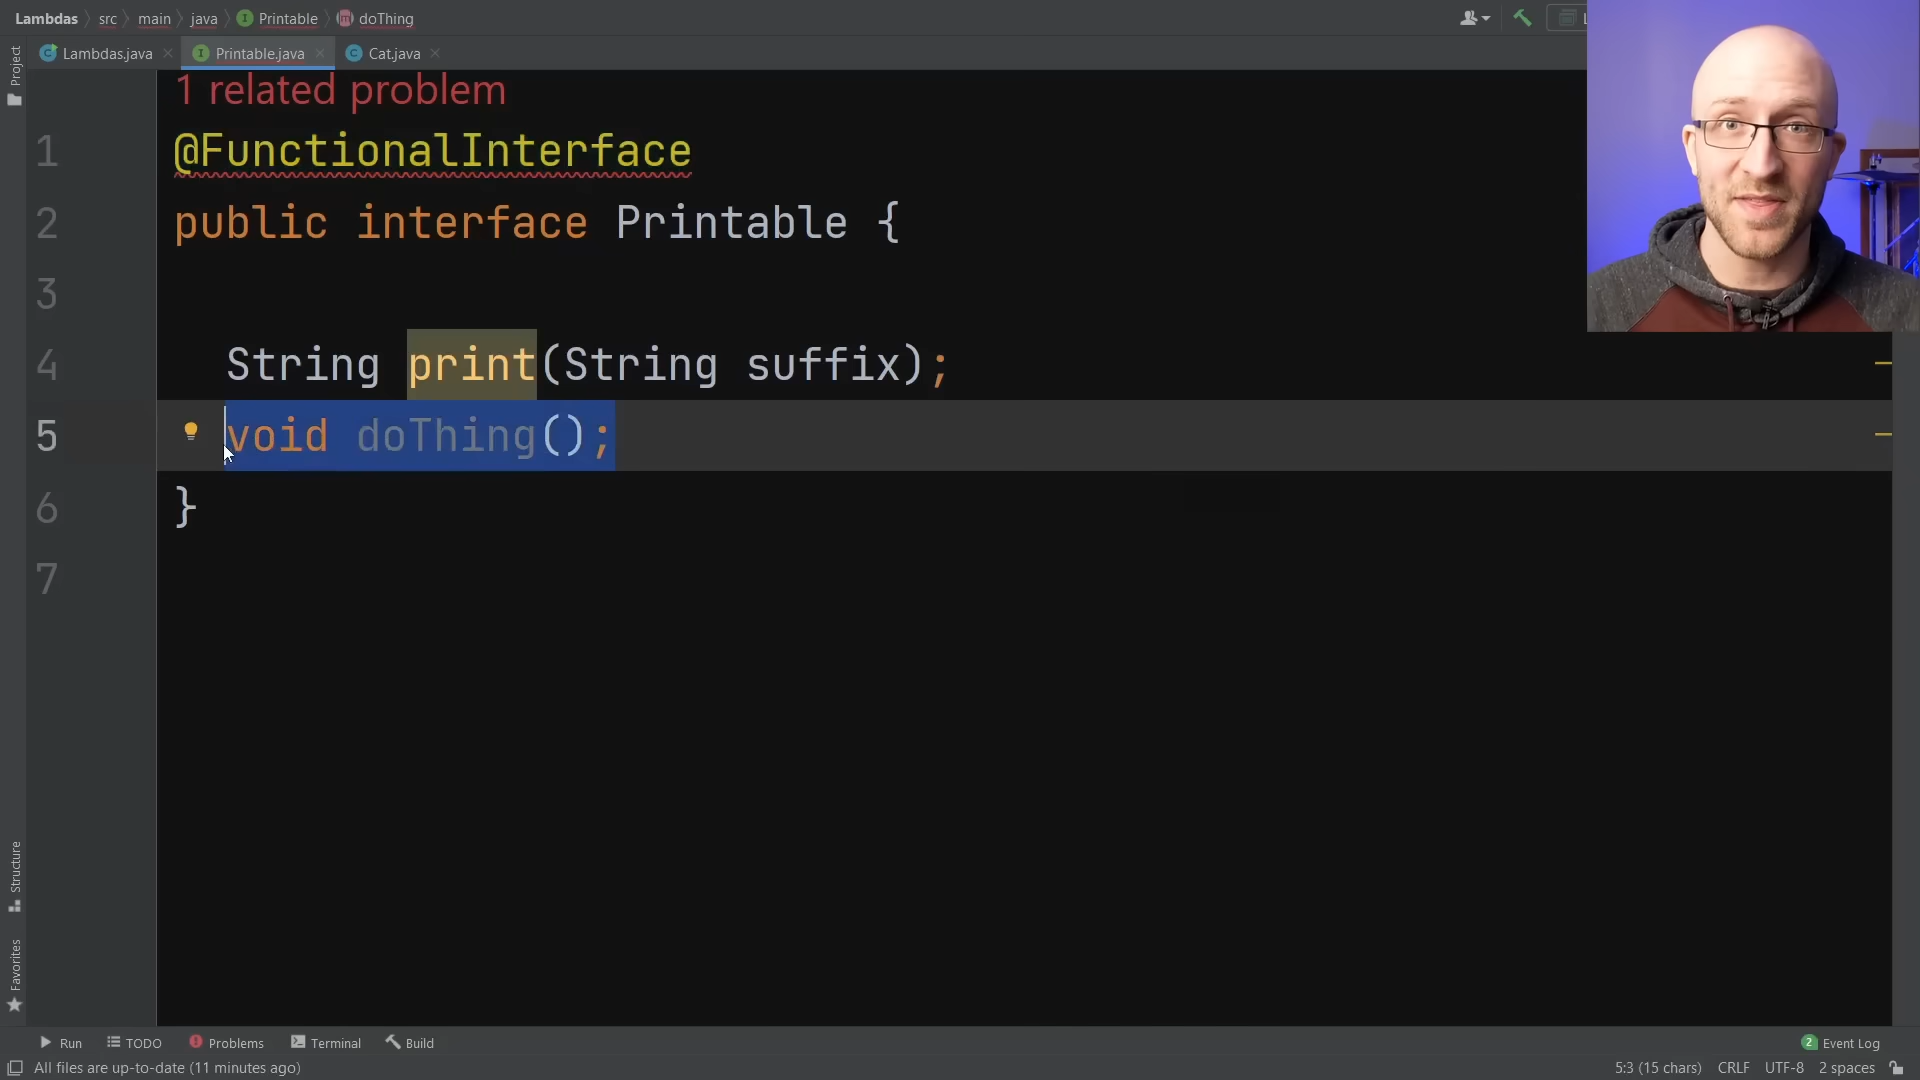 Lambdas src main java Printable doThing
Lambdas.java Printable.java Cat.java
Project
1 related problem
1 @FunctionalInterface
2 public interface Printable {
3
4 String print(String suffix);
5 void doThing();
6 }
7
Structure
Favorites
Run TODO Problems Terminal Build 2 Event Log
All files are up-to-date (11 minutes ago) 5:3 (15 chars) CRLF UTF-8 2 spaces